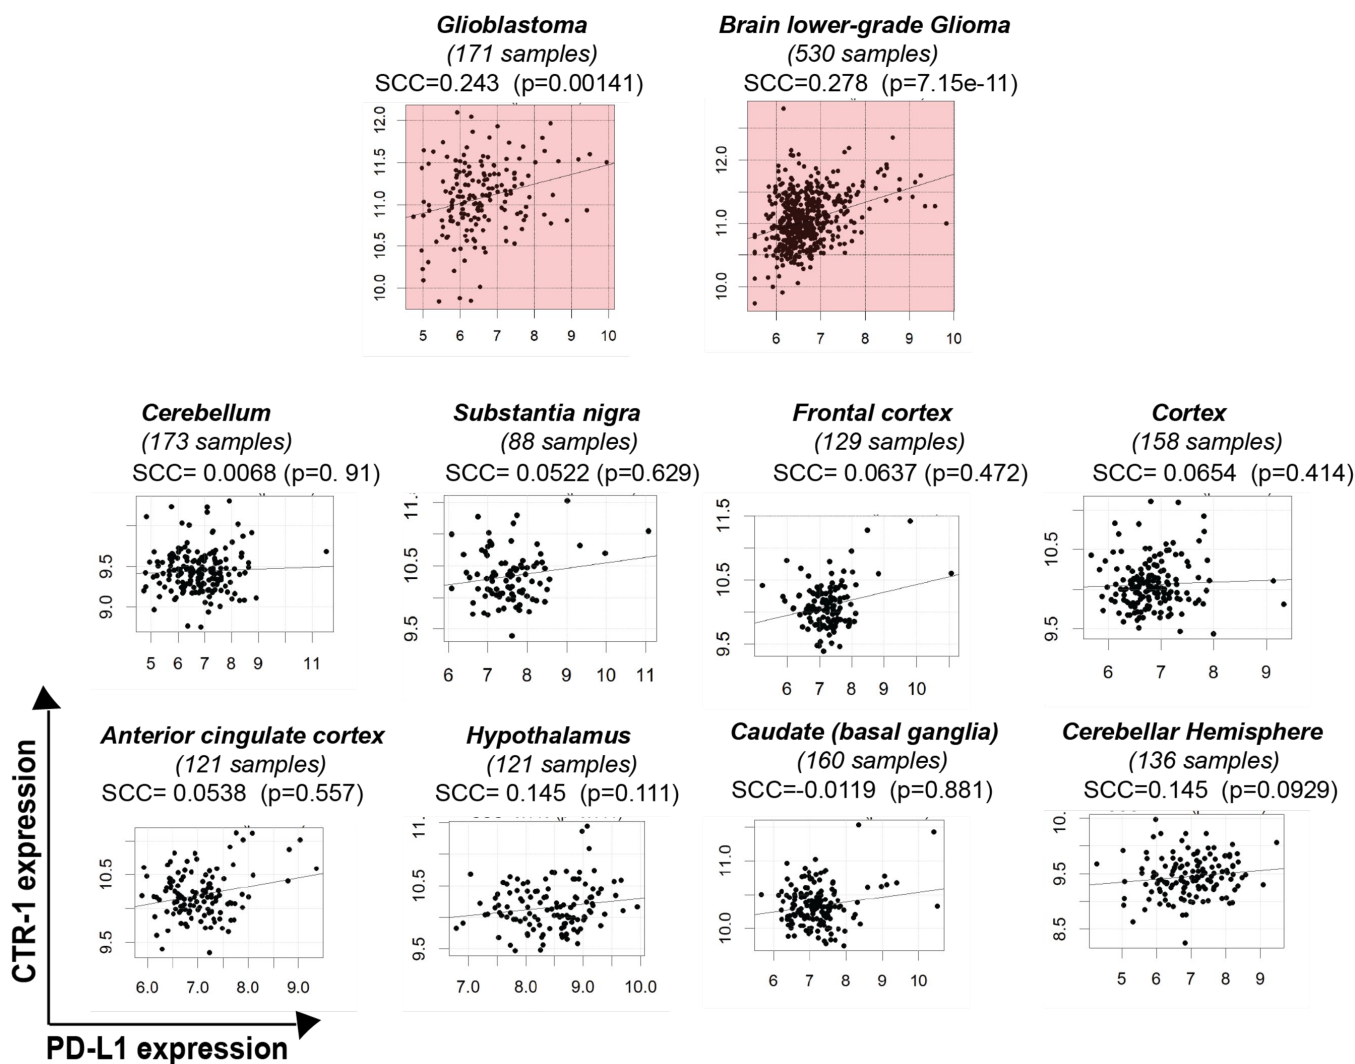 Glioblastoma
(171 samples)
SCC=0.243 (p=0.00141)
12.0
11.5
11.0
10.5
10.0
5 6 7 8 9 10
Brain lower-grade Glioma
(530 samples)
SCC=0.278 (p=7.15e-11)
12.0
11.0
10.0
6 7 8 9 10
Cerebellum
(173 samples)
SCC= 0.0068 (p=0. 91)
9.5
9.0
5 6 7 8 9 11
Substantia nigra
(88 samples)
SCC= 0.0522 (p=0.629)
11.
10.5
9.5
6 7 8 9 10 11
Frontal cortex
(129 samples)
SCC= 0.0637 (p=0.472)
11.5
10.5
9.5
6 7 8 9 10
Cortex
(158 samples)
SCC= 0.0654 (p=0.414)
10.5
9.5
6 7 8 9
Anterior cingulate cortex
(121 samples)
SCC= 0.0538 (p=0.557)
10.5
9.5
6.0 7.0 8.0 9.0
Hypothalamus
(121 samples)
SCC= 0.145 (p=0.111)
11.
10.5
9.5
7.0 8.0 9.0 10.0
Caudate (basal ganglia)
(160 samples)
SCC=-0.0119 (p=0.881)
11.0
10.0
6 7 8 9 10
Cerebellar Hemisphere
(136 samples)
SCC=0.145 (p=0.0929)
10.
9.5
8.5
5 6 7 8 9
CTR-1 expression
PD-L1 expression